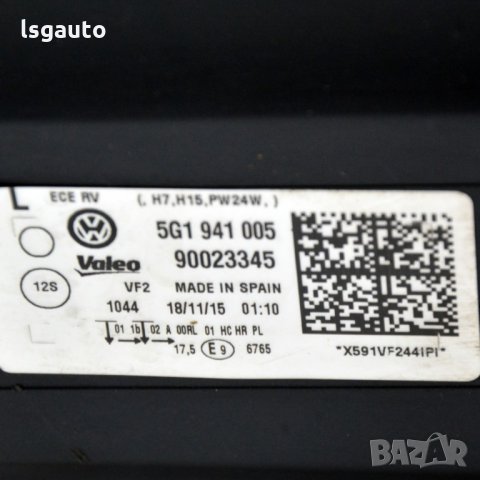 lsgauto
L ECE RV (, H7,H15,PW24W, )
5G1 941 005
Valeo 90023345
12S VF2 MADE IN SPAIN
1044 18/11/15 01:10
01 1b 02 A 00RL 01 HC HR PL
17,5 E9 6765
*X591VF244IPI*
BAZAR